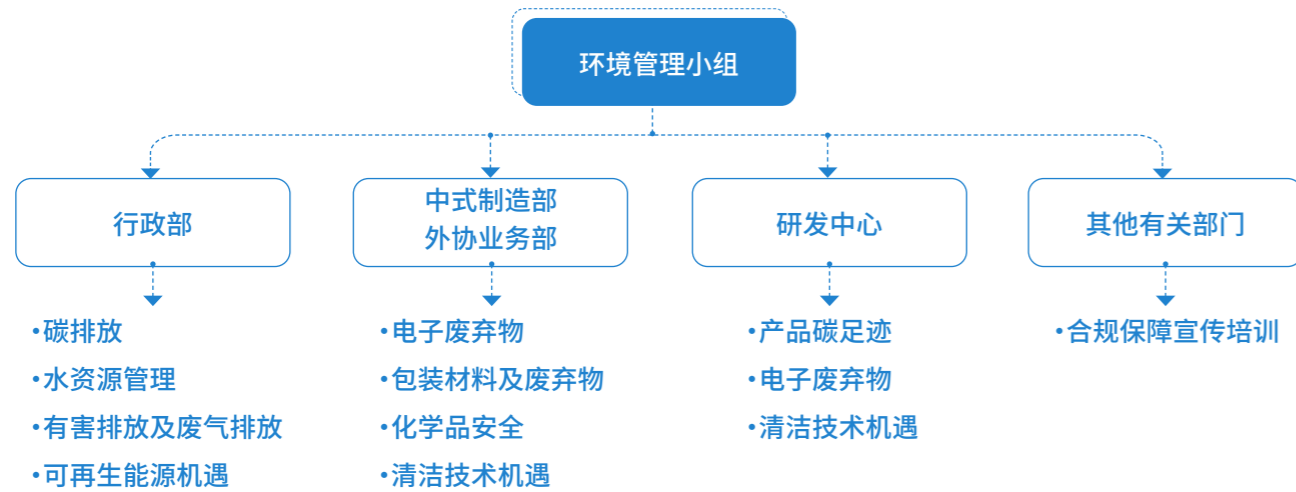 环境管理小组
行政部
中式制造部
外协业务部
研发中心
其他有关部门
•碳排放
•水资源管理
•有害排放及废气排放
•可再生能源机遇
•电子废弃物
•包装材料及废弃物
•化学品安全
•清洁技术机遇
•产品碳足迹
•电子废弃物
•清洁技术机遇
•合规保障宣传培训